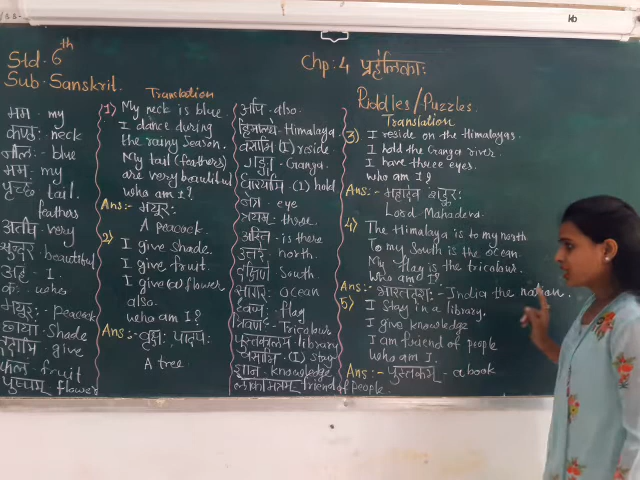 Std. 6th
Sub: Sanskrit.
Chp: 4 प्रहेलिकाः
मम - my
कण्ठः - neck
नीलः - blue
मम - my
पृच्छं tail.
feathers
अतीव - very
सुन्दरं beautiful
अहं - I.
कः - who
मयूरः - peacock
छाया - Shade
ददामि - give
फलं - fruit
पुष्पम् flower
Translation
1) My neck is blue.
I dance during
the rainy Season.
My tail (feathers)
are very beautiful
who am I?
Ans:- मयूरः
A peacock.
2) I give shade.
I give fruit.
I give (a) flower
also.
who am I?
Ans:- वृक्षः पादपः
A tree.
अपि - also.
हिमालये - Himalaya.
वसामि (I) reside
गङ्गा - Ganga
धारयामि (I) hold
नेत्र - eye
त्रयम् - three.
अस्ति - is there
उत्तरे - north.
दक्षिणे South.
सागरः - Ocean
ध्वजः - flag
त्रिवर्णः - Tricolour
पुस्तकालये library
वसामि - (I) stay
ज्ञानं - knowledge
मित्रम् friend of people.
Riddles/Puzzles.
Translation
3) I reside on the Himalayas.
I hold the Ganga river.
I have three eyes.
who am I?
Ans:- महादेवः शङ्करः
Lord Mahadeva.
4) The Himalaya is to my north
To my South is the ocean.
My flag is the tricolour.
who am I?
Ans:- भारतदेशः - India the nation.
5) I Stay in a library.
I give knowledge
I am friend of people
who am I.
Ans:- पुस्तकम् - a book